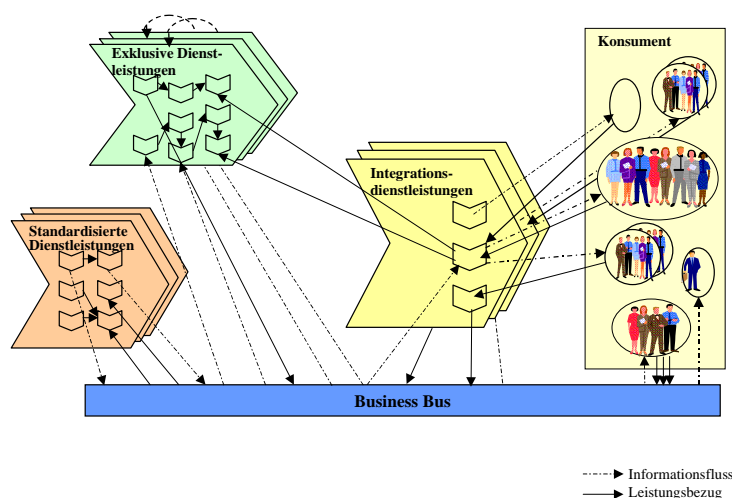 Exklusive Dienst-
leistungen
Konsument
Integrations-
dienstleistungen
Standardisierte
Dienstleistungen
Business Bus
Informationsfluss
Leistungsbezug